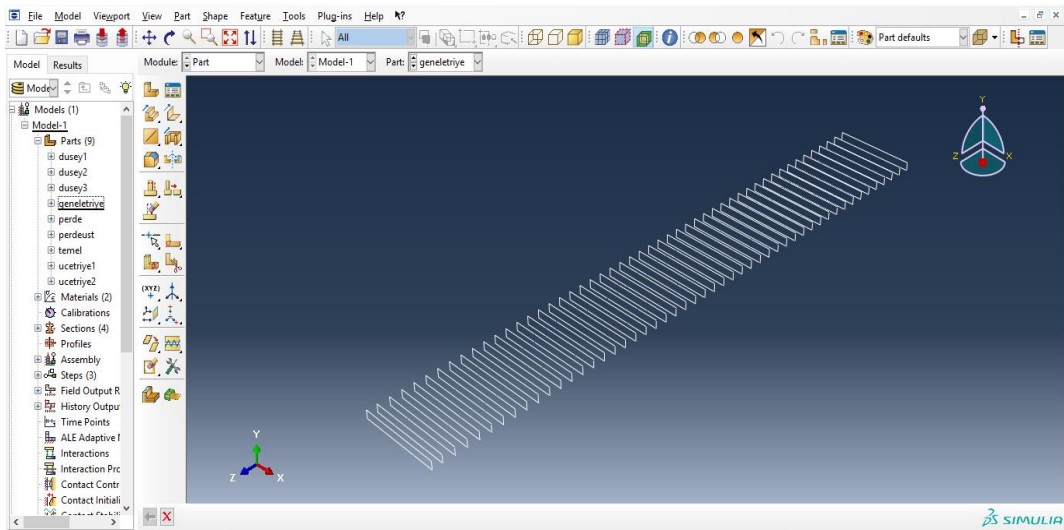 File Model Viewport View Part Shape Feature Tools Plug-ins Help
All Part defaults
Model Results Module: Part Model: Model-1 Part: geneletriye
Models (1)
Model-1
Parts (9)
dusey1
dusey2
dusey3
geneletriye
perde
perdeust
temel
ucetriye1
ucetriye2
Materials (2)
Calibrations
Sections (4)
Profiles
Assembly
Steps (3)
Field Output R
History Outpu
Time Points
ALE Adaptive
Interactions
Interaction Pro
Contact Contr
Contact Initiali
(XYZ)
Y
Z X
Y
Z X
SIMULIA